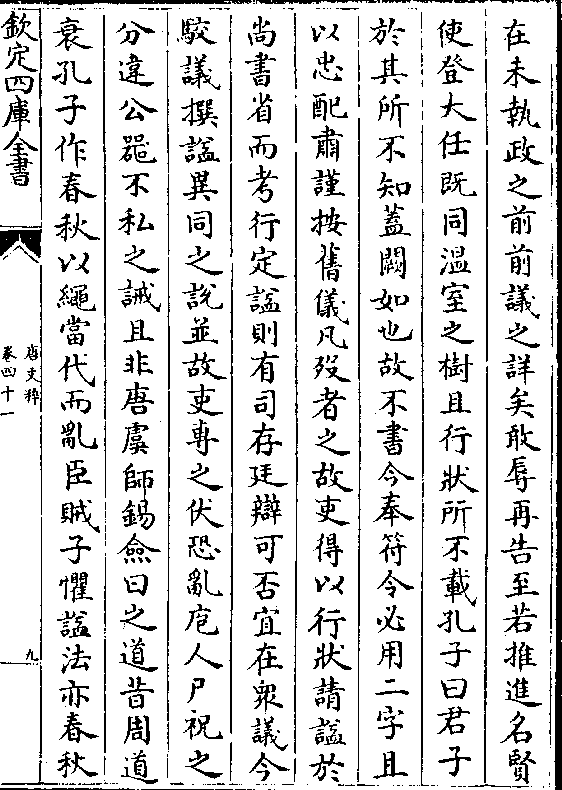 在未執政之前前議之詳矣敢辱再告至若推進名賢
使登大任既同溫室之樹且行狀所不載孔子曰君子
於其所不知蓋闕如也故不書今奉符令必用二字且
以忠配肅謹按舊儀凡歿者之故吏得以行狀請諡於
尚書省而考行定諡則有司存廷辯可否宜在衆議今
駮議撰諡異同之說並故吏專之伏恐亂庖人尸祝之
分違公噐不私之誡且非唐虞師錫僉曰之道昔周道
衰孔子作春秋以繩當代而亂臣賊子懼諡法亦春秋
欽定四庫全書
唐文粹
卷四十一
九